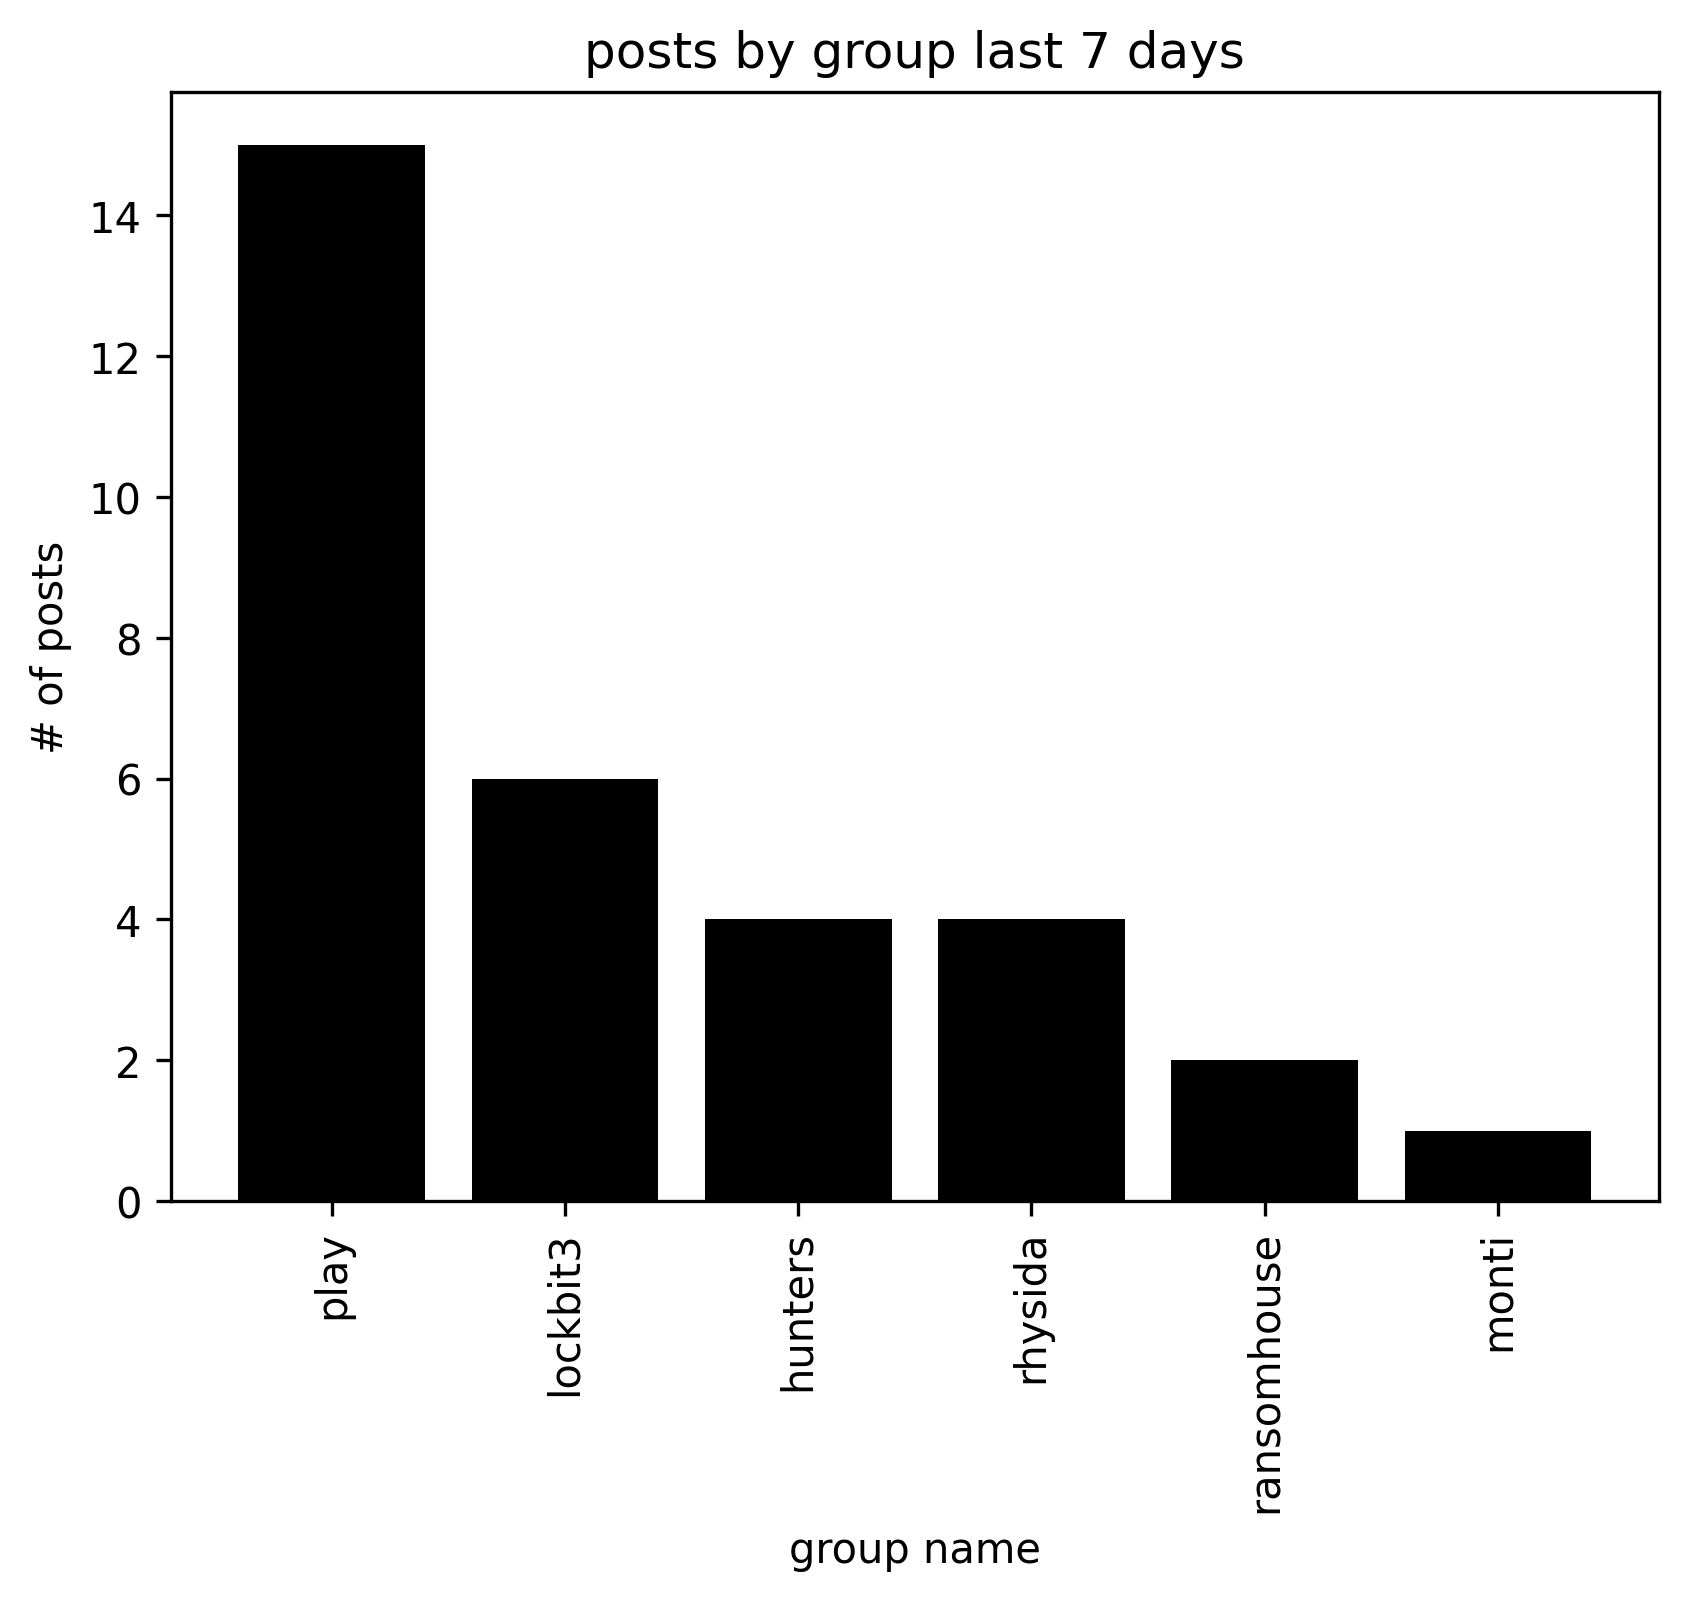 posts by group last 7 days
# of posts
14
12
10
8
6
4
2
0
play
lockbit3
hunters
rhysida
ransomhouse
monti
group name